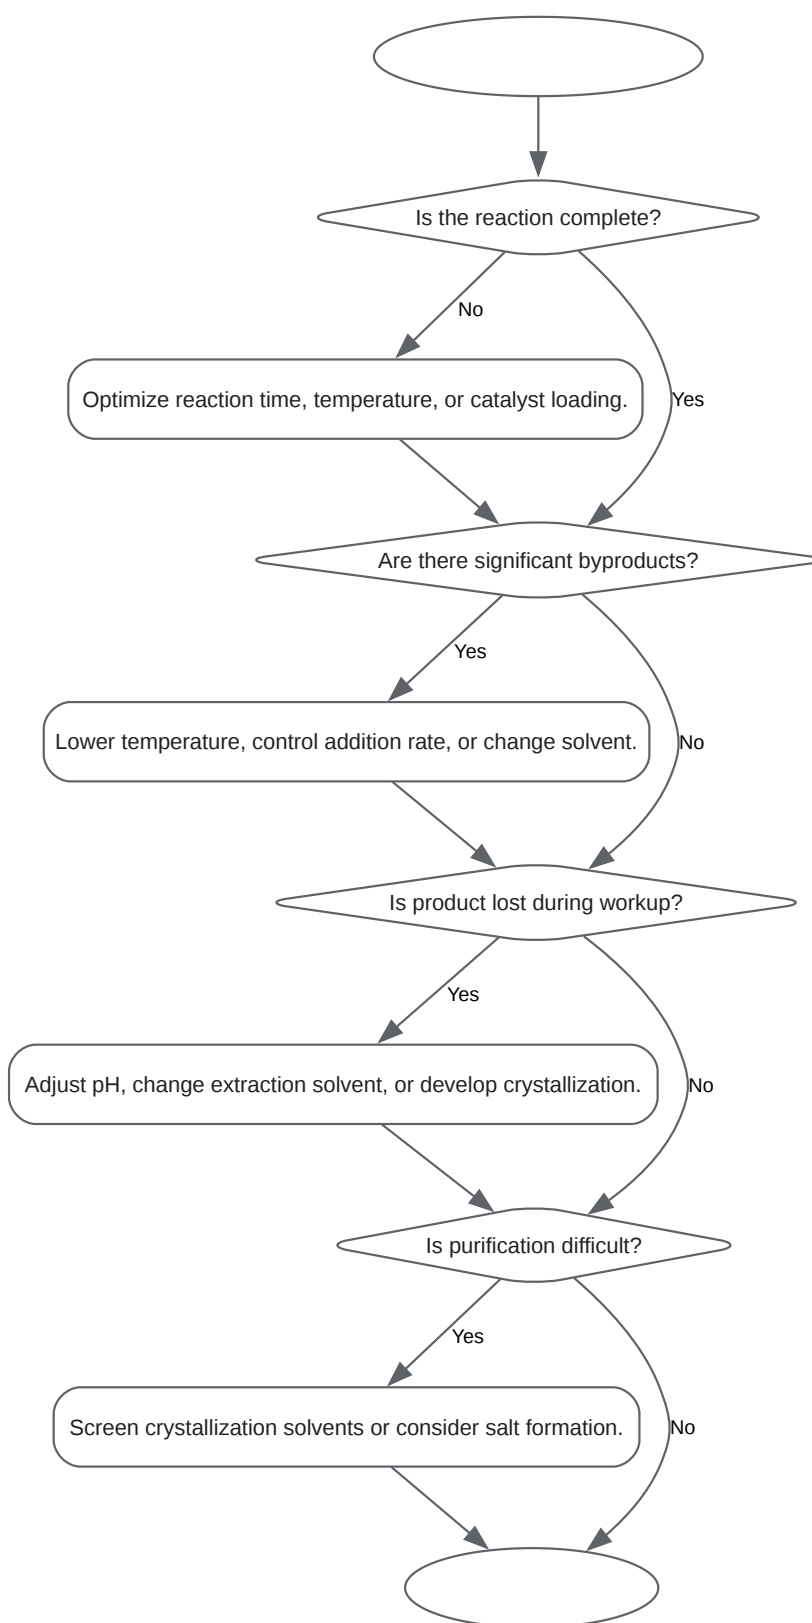 Is the reaction complete?
No
Optimize reaction time, temperature, or catalyst loading.
Yes
Are there significant byproducts?
Yes
Lower temperature, control addition rate, or change solvent.
No
Is product lost during workup?
Yes
Adjust pH, change extraction solvent, or develop crystallization.
No
Is purification difficult?
Yes
Screen crystallization solvents or consider salt formation.
No